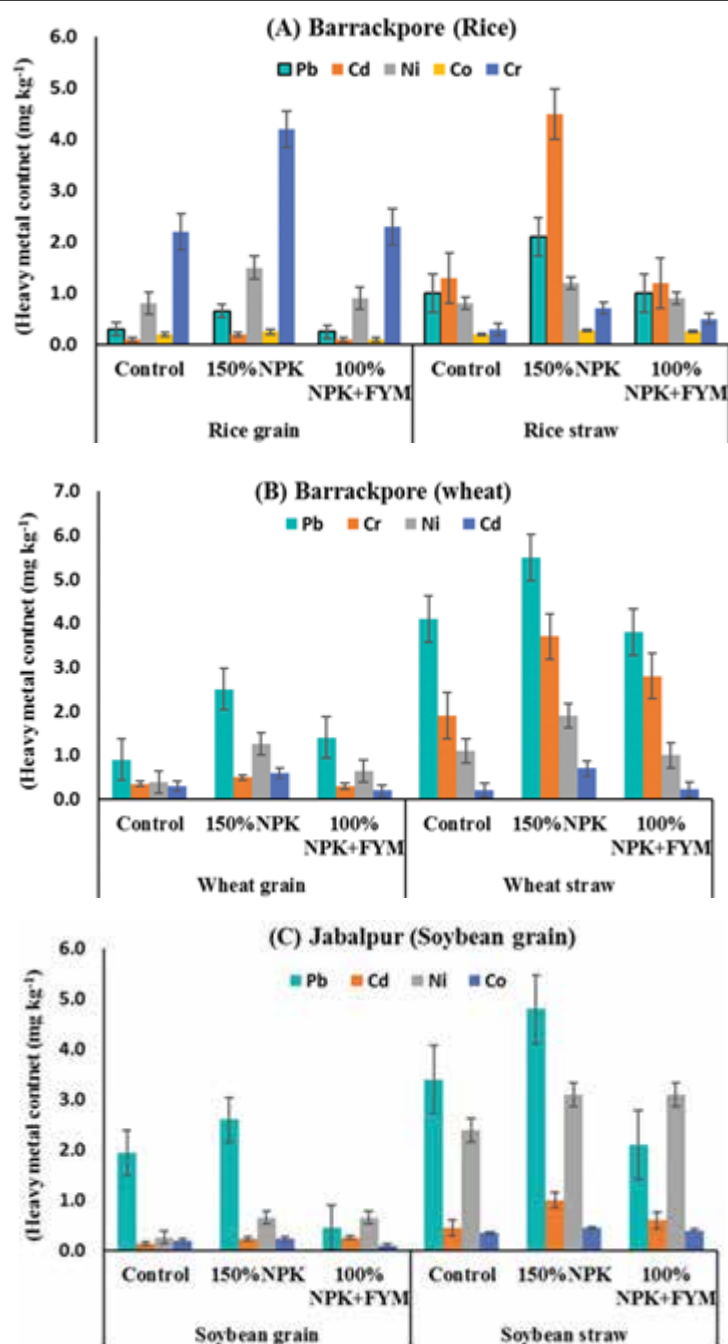 (A) Barrackpore (Rice)
Pb Cd Ni Co Cr
(Heavy metal contnet (mg kg-1)
6.0
5.0
4.0
3.0
2.0
1.0
0.0
Control 150%NPK 100% NPK+FYM Control 150%NPK 100% NPK+FYM
Rice grain Rice straw
(B) Barrackpore (wheat)
Pb Cr Ni Cd
(Heavy metal contnet (mg kg-1)
7.0
6.0
5.0
4.0
3.0
2.0
1.0
0.0
Control 150%NPK 100% NPK+FYM Control 150%NPK 100% NPK+FYM
Wheat grain Wheat straw
(C) Jabalpur (Soybean grain)
Pb Cd Ni Co
(Heavy metal contnet (mg kg-1)
6.0
5.0
4.0
3.0
2.0
1.0
0.0
Control 150%NPK 100% NPK+FYM Control 150%NPK 100% NPK+FYM
Soybean grain Soybean straw